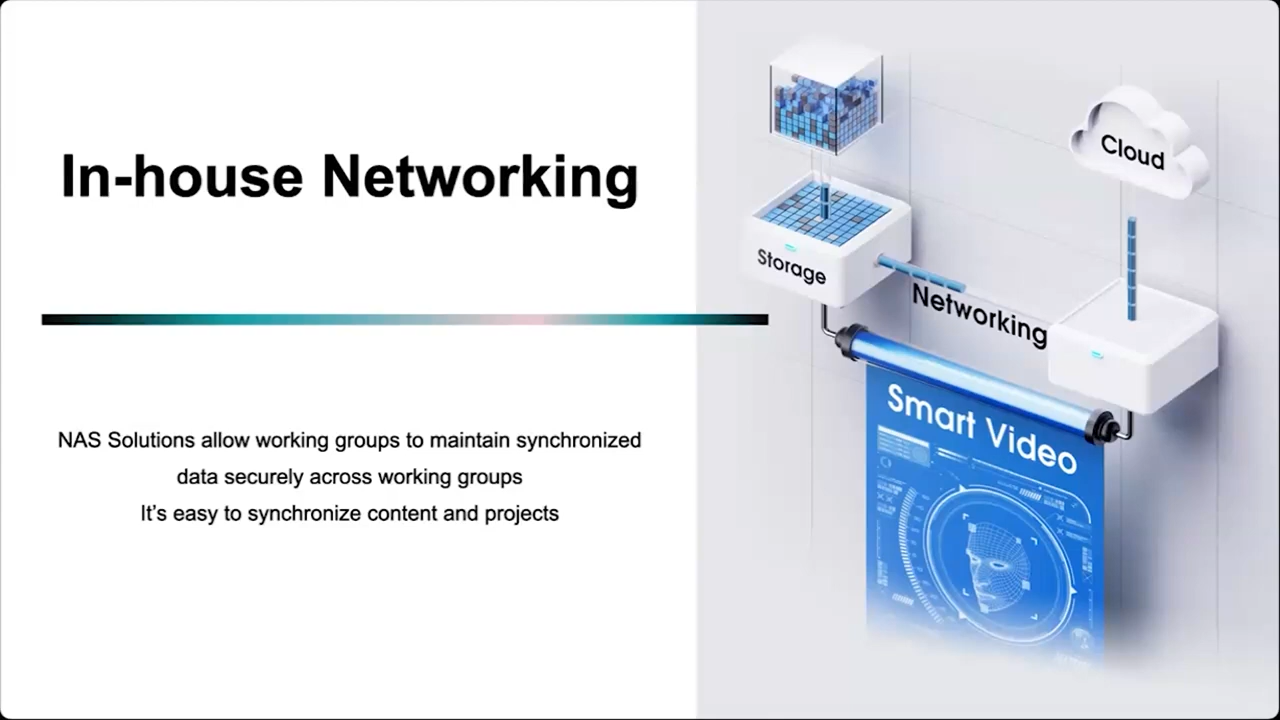 In-house Networking
NAS Solutions allow working groups to maintain synchronized
data securely across working groups
It’s easy to synchronize content and projects
Cloud
Storage
Networking
Smart Video